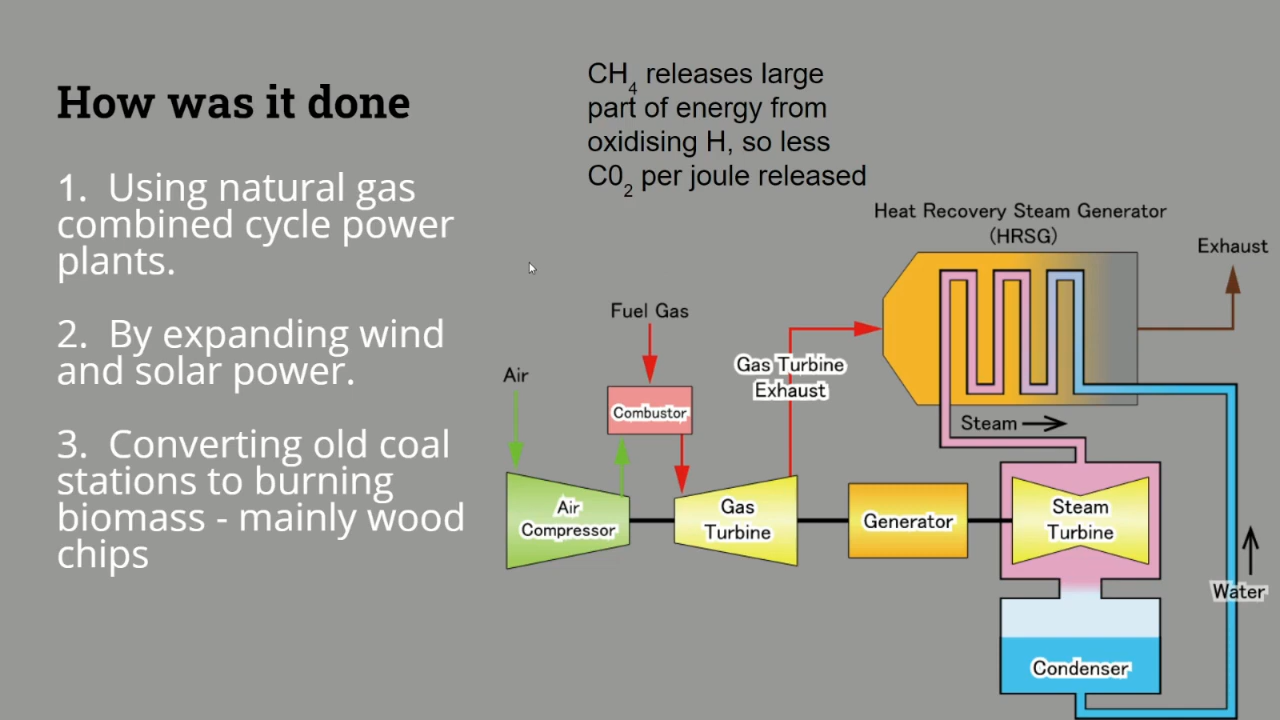 How was it done
1. Using natural gas
combined cycle power
plants.
2. By expanding wind
and solar power.
3. Converting old coal
stations to burning
biomass - mainly wood
chips
CH4 releases large
part of energy from
oxidising H, so less
C02 per joule released
Heat Recovery Steam Generator
(HRSG)
Exhaust
Fuel Gas
Air
Gas Turbine
Exhaust
Combustor
Steam
Air
Compressor
Gas
Turbine
Generator
Steam
Turbine
Water
Condenser